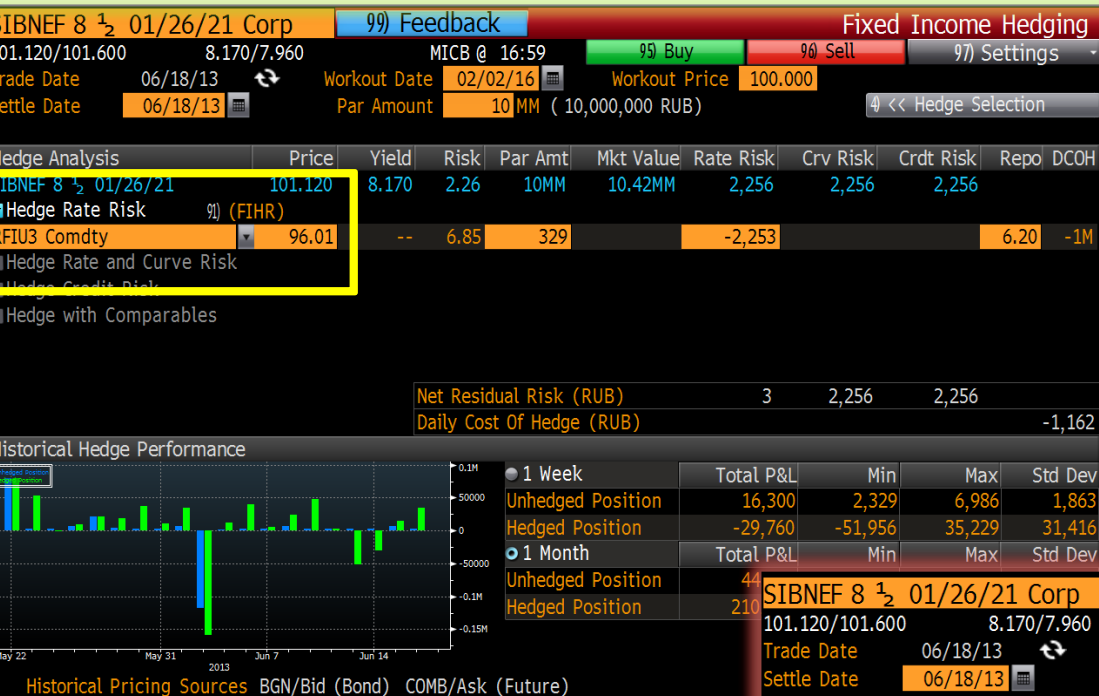 SIBNEF 8 ½ 01/26/21 Corp 99) Feedback Fixed Income Hedging
101.120/101.600 8.170/7.960 MICB @ 16:59 95) Buy 96) Sell 97) Settings
Trade Date 06/18/13 Workout Date 02/02/16 Workout Price 100.000
Settle Date 06/18/13 Par Amount 10 MM ( 10,000,000 RUB) 4) << Hedge Selection
Hedge Analysis Price Yield Risk Par Amt Mkt Value Rate Risk Crv Risk Crdt Risk Repo DCOH
SIBNEF 8 ½ 01/26/21 101.120 8.170 2.26 10MM 10.42MM 2,256 2,256 2,256
Hedge Rate Risk 91) (FIHR)
RFIU3 Comdty 96.01 -- 6.85 329 -2,253 6.20 -1M
Hedge Rate and Curve Risk
Hedge Credit Risk
Hedge with Comparables
Net Residual Risk (RUB) 3 2,256 2,256
Daily Cost Of Hedge (RUB) -1,162
Historical Hedge Performance
Unhedged Position
Hedged Position
0.1M
50000
0
-50000
-0.1M
-0.15M
May 22 May 31 Jun 7 Jun 14
2013
1 Week Total P&L Min Max Std Dev
Unhedged Position 16,300 2,329 6,986 1,863
Hedged Position -29,760 -51,956 35,229 31,416
1 Month Total P&L Min Max Std Dev
Unhedged Position 44
Hedged Position 210
Historical Pricing Sources BGN/Bid (Bond) COMB/Ask (Future)
SIBNEF 8 ½ 01/26/21 Corp
101.120/101.600 8.170/7.960
Trade Date 06/18/13
Settle Date 06/18/13